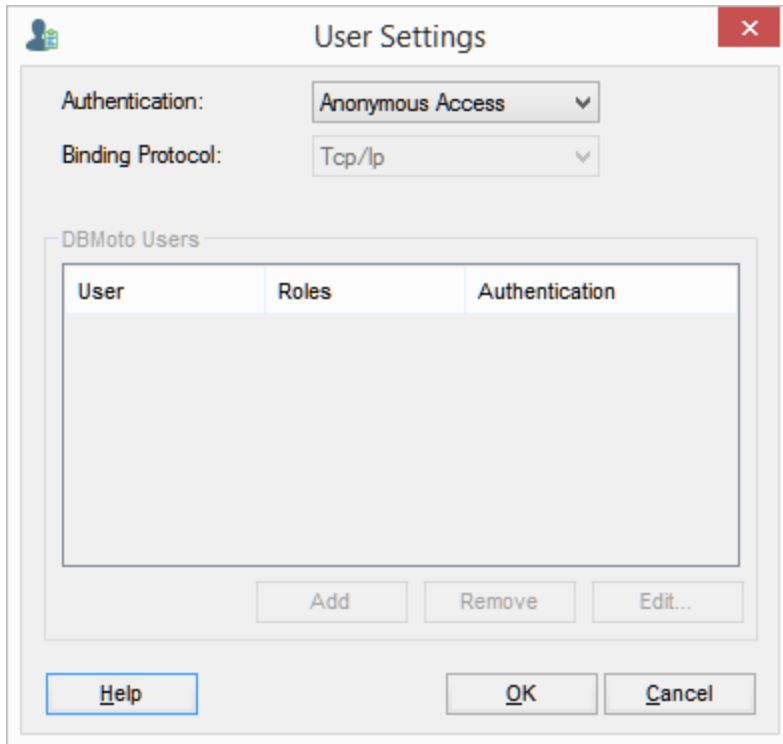 User Settings
Authentication: Anonymous Access
Binding Protocol: Tcp/Ip
DBMoto Users
User Roles Authentication
Add Remove Edit...
Help OK Cancel